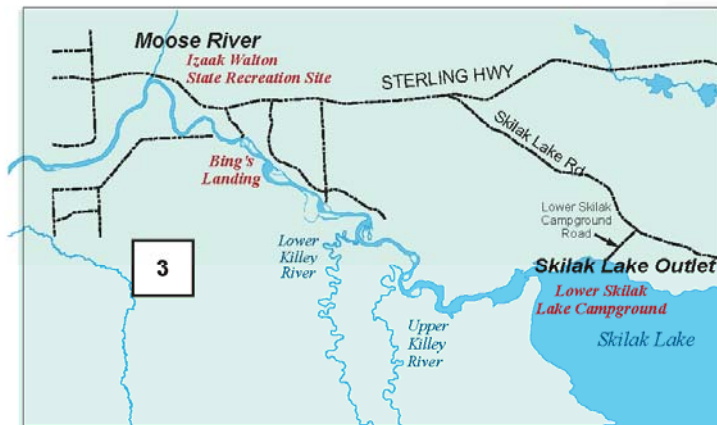 Moose River
Izaak Walton
State Recreation Site
STERLING HWY
Skilak Lake Rd
Bing's
Landing
Lower Skilak
Campground
Road
Lower
Killey
River
3
Skilak Lake Outlet
Lower Skilak
Lake Campground
Upper
Killey
River
Skilak Lake